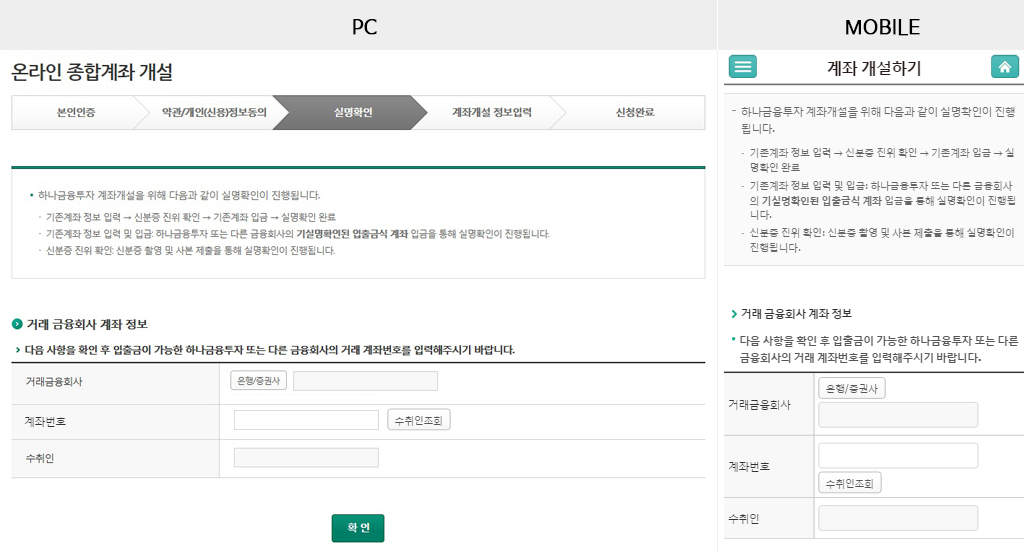 PC
온라인 종합계좌 개설
본인인증
약관/개인(신용)정보동의
실명확인
계좌개설 정보입력
신청완료
• 하나금융투자 계좌개설을 위해 다음과 같이 실명확인이 진행됩니다.
- 기존계좌 정보 입력 → 신분증 진위 확인 → 기존계좌 입금 → 실명확인 완료
- 기존계좌 정보 입력 및 입금: 하나금융투자 또는 다른 금융회사의 기실명확인된 입출금식 계좌 입금을 통해 실명확인이 진행됩니다.
- 신분증 진위 확인: 신분증 촬영 및 사본 제출을 통해 실명확인이 진행됩니다.
거래 금융회사 계좌 정보
다음 사항을 확인 후 입출금이 가능한 하나금융투자 또는 다른 금융회사의 거래 계좌번호를 입력해주시기 바랍니다.
거래금융회사
은행/증권사
계좌번호
수취인조회
수취인
확 인
MOBILE
계좌 개설하기
- 하나금융투자 계좌개설을 위해 다음과 같이 실명확인이 진행
됩니다.
- 기존계좌 정보 입력 → 신분증 진위 확인 → 기존계좌 입금 → 실
명확인 완료
- 기존계좌 정보 입력 및 입금: 하나금융투자 또는 다른 금융회사
의 기실명확인된 입출금식 계좌 입금을 통해 실명확인이 진행됩
니다.
- 신분증 진위 확인: 신분증 촬영 및 사본 제출을 통해 실명확인이
진행됩니다.
거래 금융회사 계좌 정보
• 다음 사항을 확인 후 입출금이 가능한 하나금융투자 또는 다른
금융회사의 거래 계좌번호를 입력해주시기 바랍니다.
거래금융회사
은행/증권사
계좌번호
수취인조회
수취인